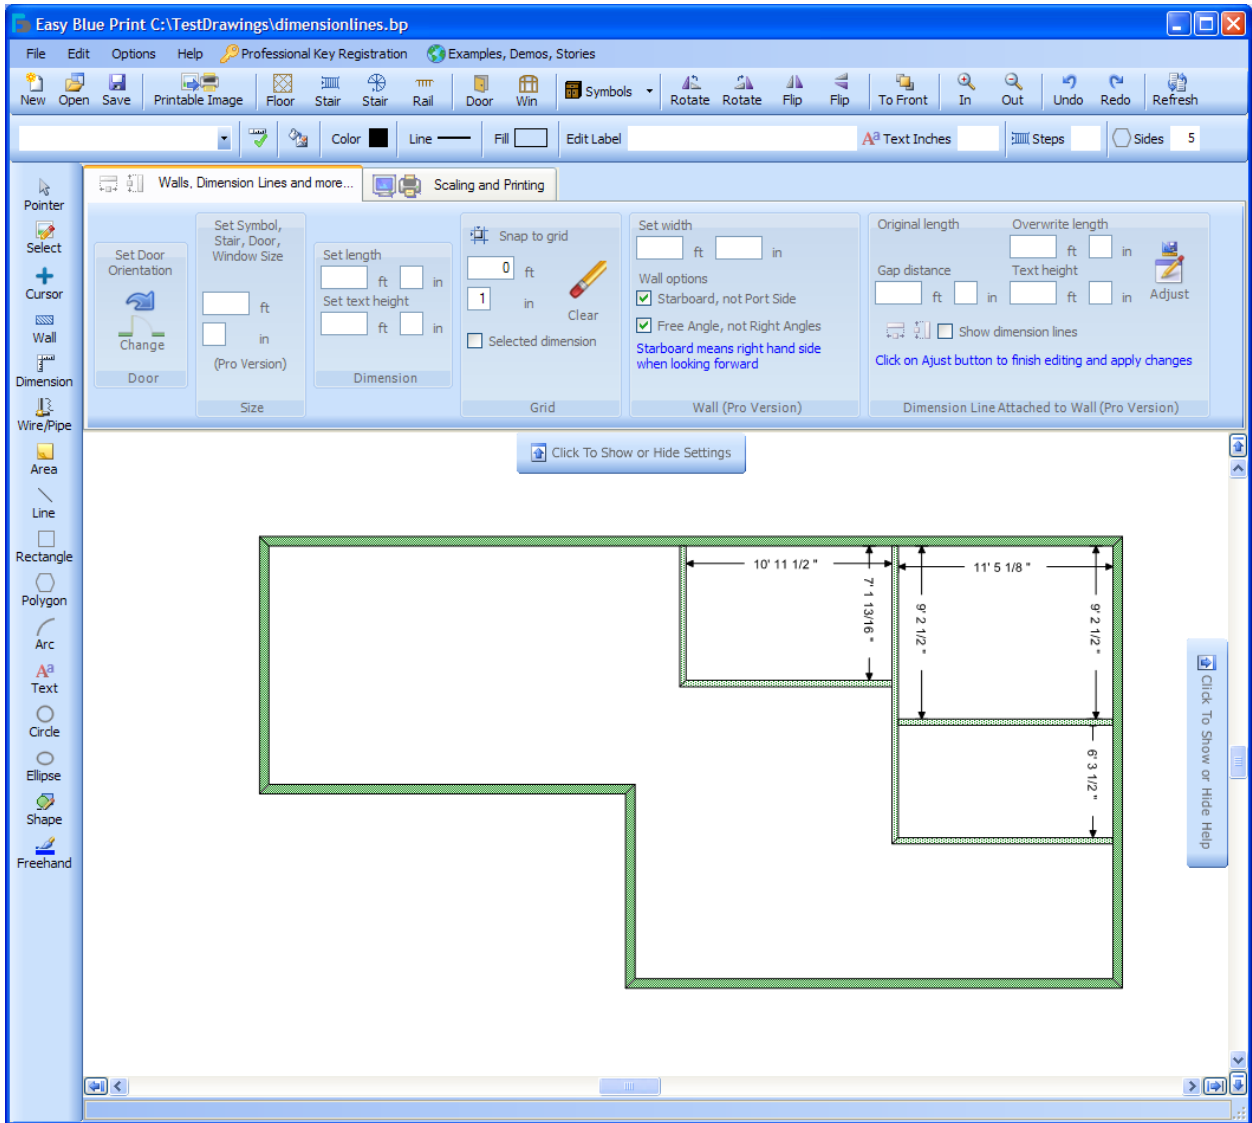 Easy Blue Print C:\TestDrawings\dimensionlines.bp
File Edit Options Help Professional Key Registration Examples, Demos, Stories
New Open Save Printable Image Floor Stair Stair Rail Door Win Symbols Rotate Rotate Flip Flip To Front In Out Undo Redo Refresh
Color Line Fill Edit Label Aa Text Inches Steps Sides 5
Walls, Dimension Lines and more... Scaling and Printing
Pointer
Select
Cursor
Wall
Dimension
Wire/Pipe
Area
Line
Rectangle
Polygon
Arc
Aa
Text
Circle
Ellipse
Shape
Freehand
Set Door
Orientation
Change
Door
Set Symbol,
Stair, Door,
Window Size
ft
in
(Pro Version)
Size
Set length
ft in
Set text height
ft in
Dimension
Snap to grid
0 ft
1 in
Clear
Selected dimension
Grid
Set width
ft in
Wall options
Starboard, not Port Side
Free Angle, not Right Angles
Starboard means right hand side
when looking forward
Wall (Pro Version)
Original length Overwrite length
ft in
Gap distance Text height
ft in ft in
Adjust
Show dimension lines
Click on Ajust button to finish editing and apply changes
Dimension Line Attached to Wall (Pro Version)
Click To Show or Hide Settings
10' 11 1/2 "
11' 5 1/8 "
7' 1 13/16 "
9' 2 1/2 "
9' 2 1/2 "
6' 3 1/2 "
Click To Show or Hide Help